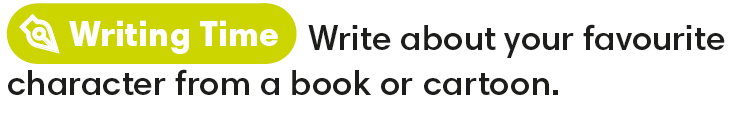 Writing Time Write about your favourite
character from a book or cartoon.